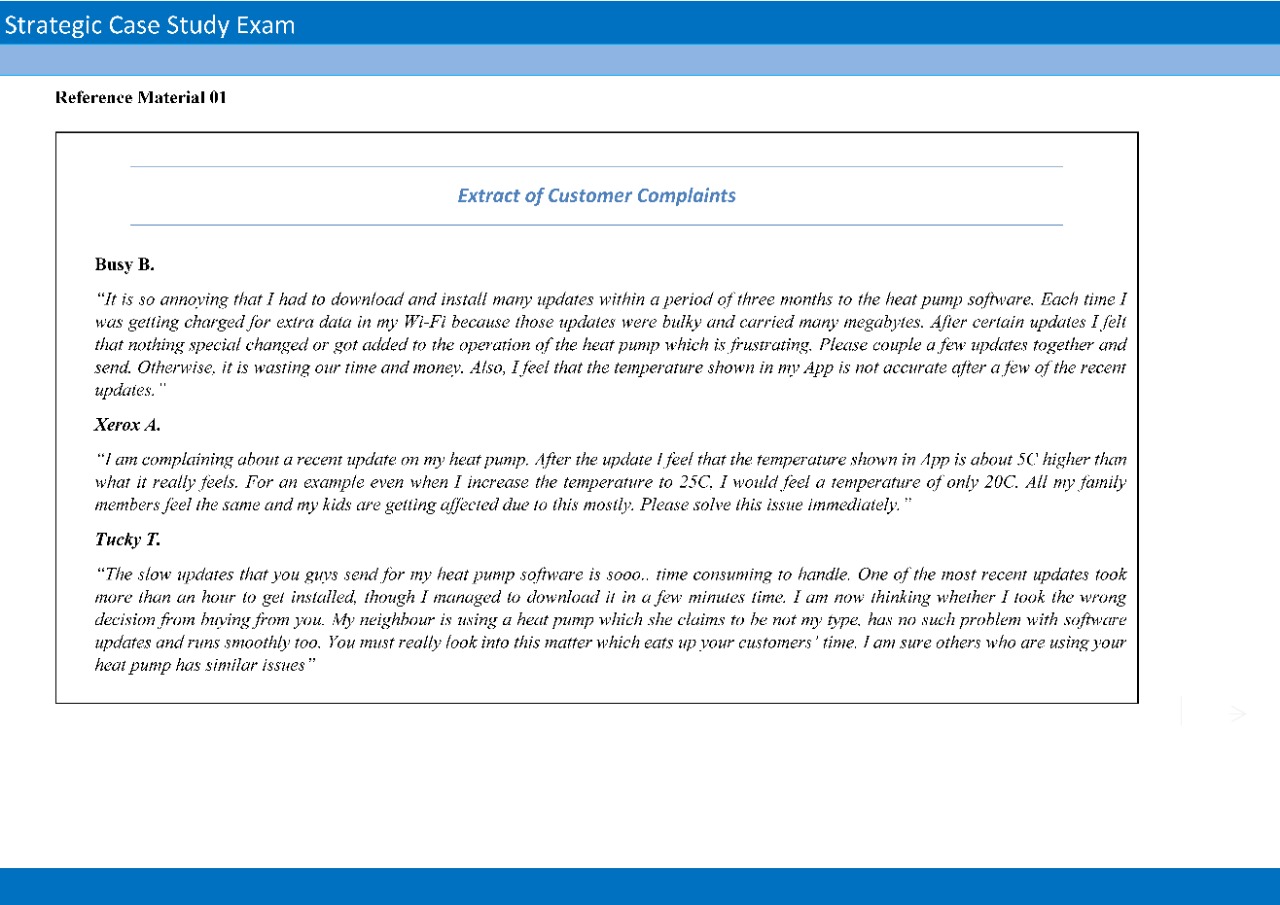 Strategic Case Study Exam
Reference Material 01
Extract of Customer Complaints
Busy B.
“It is so annoying that I had to download and install many updates within a period of three months to the heat pump software. Each time I
was getting charged for extra data in my Wi-Fi because those updates were bulky and carried many megabytes. After certain updates I felt
that nothing special changed or got added to the operation of the heat pump which is frustrating. Please couple a few updates together and
send. Otherwise, it is wasting our time and money. Also, I feel that the temperature shown in my App is not accurate after a few of the recent
updates.”
Xerox A.
“I am complaining about a recent update on my heat pump. After the update I feel that the temperature shown in App is about 5C higher than
what it really feels. For an example even when I increase the temperature to 25C, I would feel a temperature of only 20C. All my family
members feel the same and my kids are getting affected due to this mostly. Please solve this issue immediately.”
Tucky T.
“The slow updates that you guys send for my heat pump software is sooo.. time consuming to handle. One of the most recent updates took
more than an hour to get installed, though I managed to download it in a few minutes time. I am now thinking whether I took the wrong
decision from buying from you. My neighbour is using a heat pump which she claims to be not my type, has no such problem with software
updates and runs smoothly too. You must really look into this matter which eats up your customers’ time. I am sure others who are using your
heat pump has similar issues”